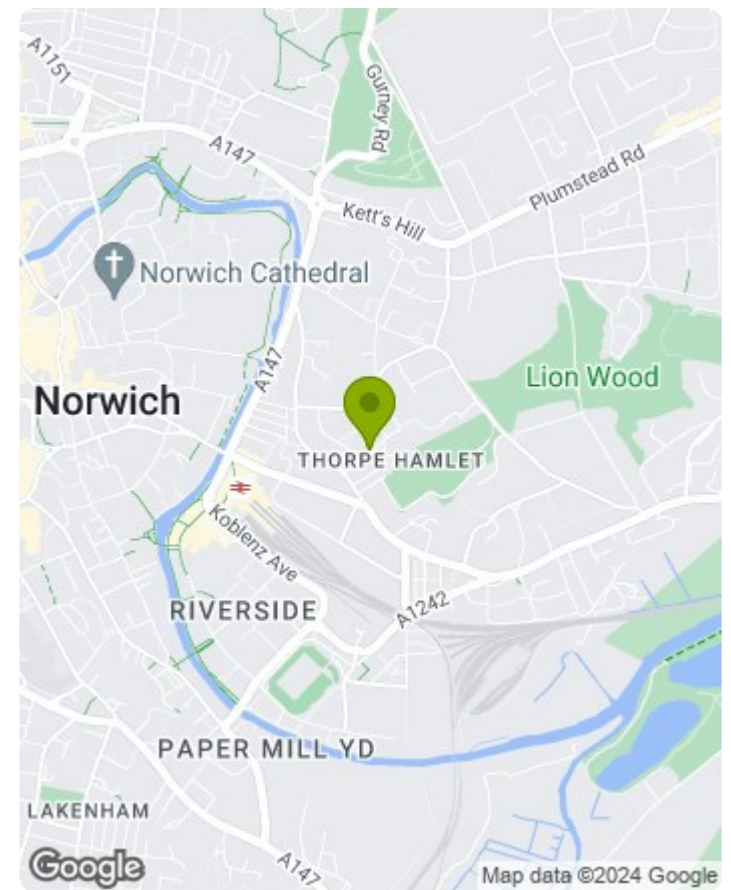 A1151
Gurney Rd
A147
Plumstead Rd
Kett's Hill
Norwich Cathedral
A147
Lion Wood
Norwich
THORPE HAMLET
Koblenz Ave
A1242
RIVERSIDE
PAPER MILL YD
LAKENHAM
A147
Google
Map data ©2024 Google